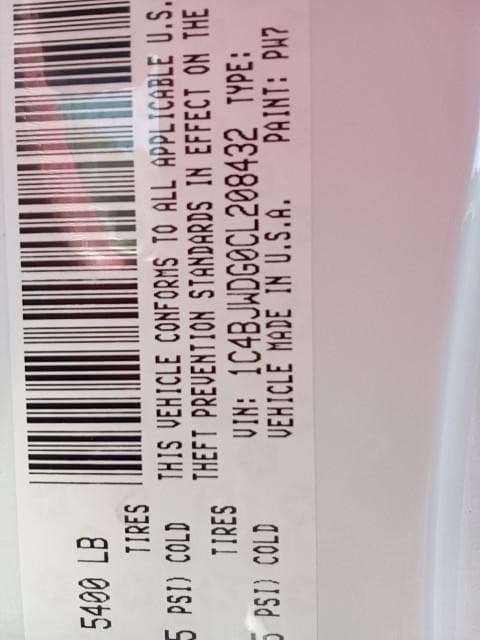 5400 LB
TIRES
5 PSI) COLD
TIRES
5 PSI) COLD
THIS VEHICLE CONFORMS TO ALL APPLICABLE U.S.
THEFT PREVENTION STANDARDS IN EFFECT ON THE
VIN: 1C4BJWDG0CL208432 TYPE:
VEHICLE MADE IN U.S.A. PAINT: PW7